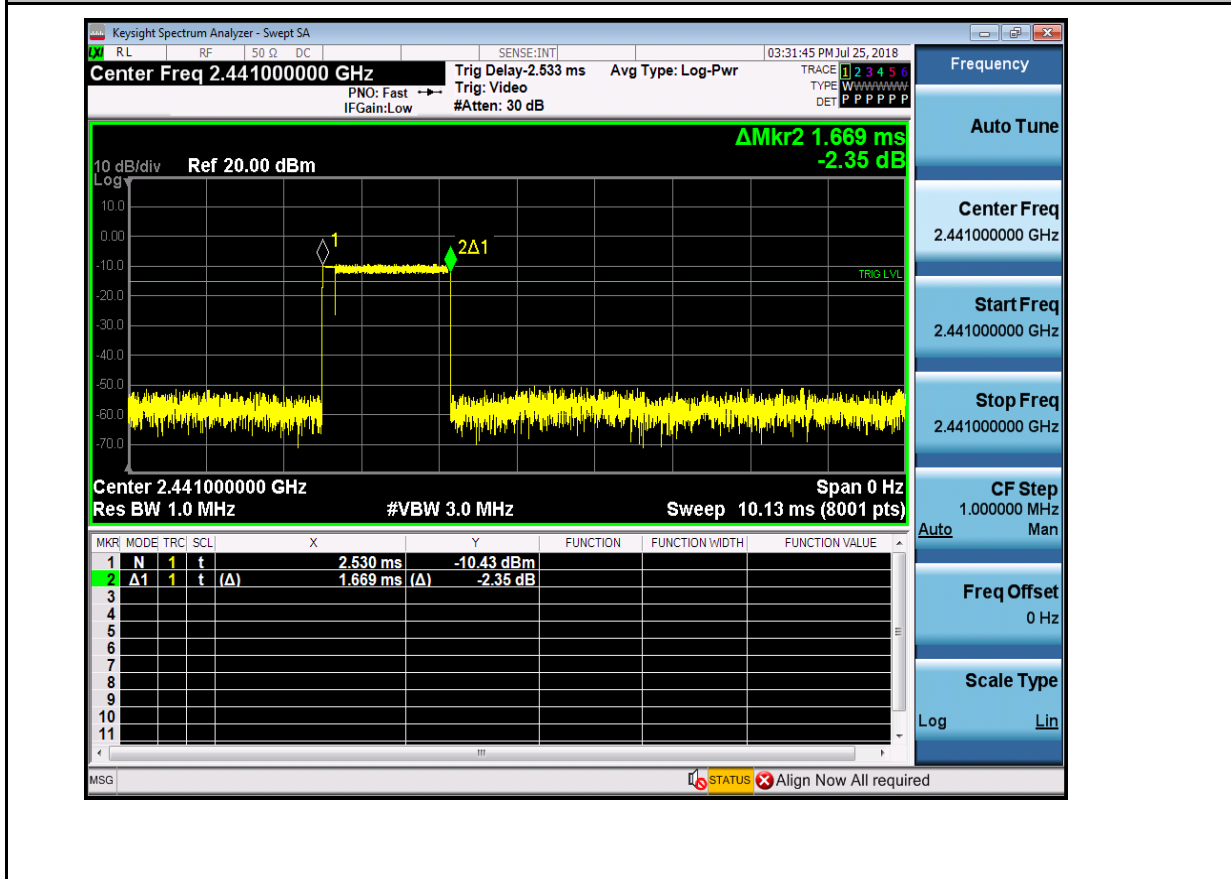 Keysight Spectrum Analyzer - Swept SA
RL RF 50 Ω DC SENSE:INT 03:31:45 PM Jul 25, 2018
Center Freq 2.441000000 GHz
PNO: Fast
IFGain:Low
Trig Delay-2.533 ms
Trig: Video
#Atten: 30 dB
Avg Type: Log-Pwr
TRACE 1 2 3 4 5 6
TYPE WWWWWW
DET P P P P P P
ΔMkr2 1.669 ms
-2.35 dB
10 dB/div Ref 20.00 dBm
Log
10.0
0.00
-10.0
-20.0
-30.0
-40.0
-50.0
-60.0
-70.0
1
2Δ1
TRIG LVL
Center 2.441000000 GHz Span 0 Hz
Res BW 1.0 MHz #VBW 3.0 MHz Sweep 10.13 ms (8001 pts)
MKR MODE TRC SCL X Y FUNCTION FUNCTION WIDTH FUNCTION VALUE
1 N 1 t 2.530 ms -10.43 dBm
2 Δ1 1 t (Δ) 1.669 ms (Δ) -2.35 dB
3
4
5
6
7
8
9
10
11
MSG STATUS Align Now All required
Frequency
Auto Tune
Center Freq
2.441000000 GHz
Start Freq
2.441000000 GHz
Stop Freq
2.441000000 GHz
CF Step
1.000000 MHz
Auto Man
Freq Offset
0 Hz
Scale Type
Log Lin